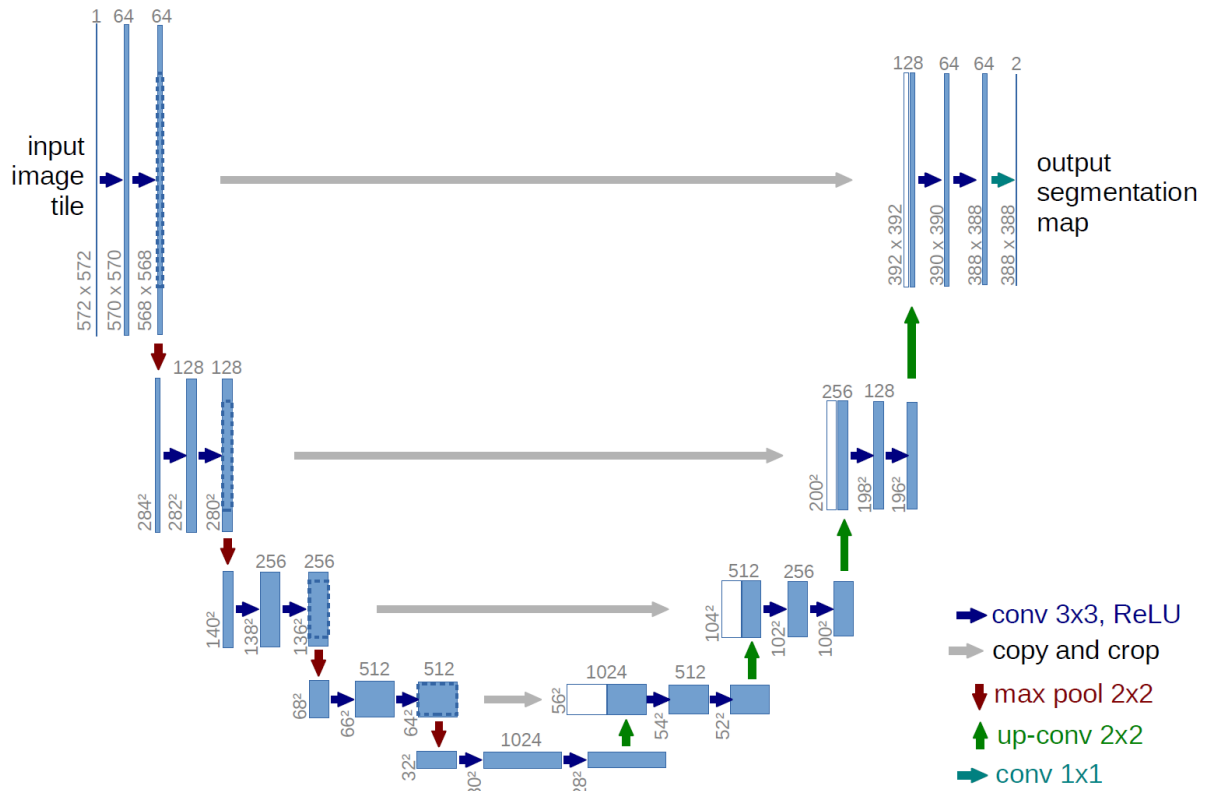 1 64 64
128 64 64 2
input
image
tile
output
segmentation
map
572 x 572
570 x 570
568 x 568
392 x 392
390 x 390
388 x 388
388 x 388
128 128
256 128
284²
282²
280²
200²
198²
196²
256 256
512 256
140²
138²
136²
104²
102²
100²
512 512
1024 512
68²
66²
64²
56²
54²
52²
1024
32²
30²
28²
conv 3x3, ReLU
copy and crop
max pool 2x2
up-conv 2x2
conv 1x1